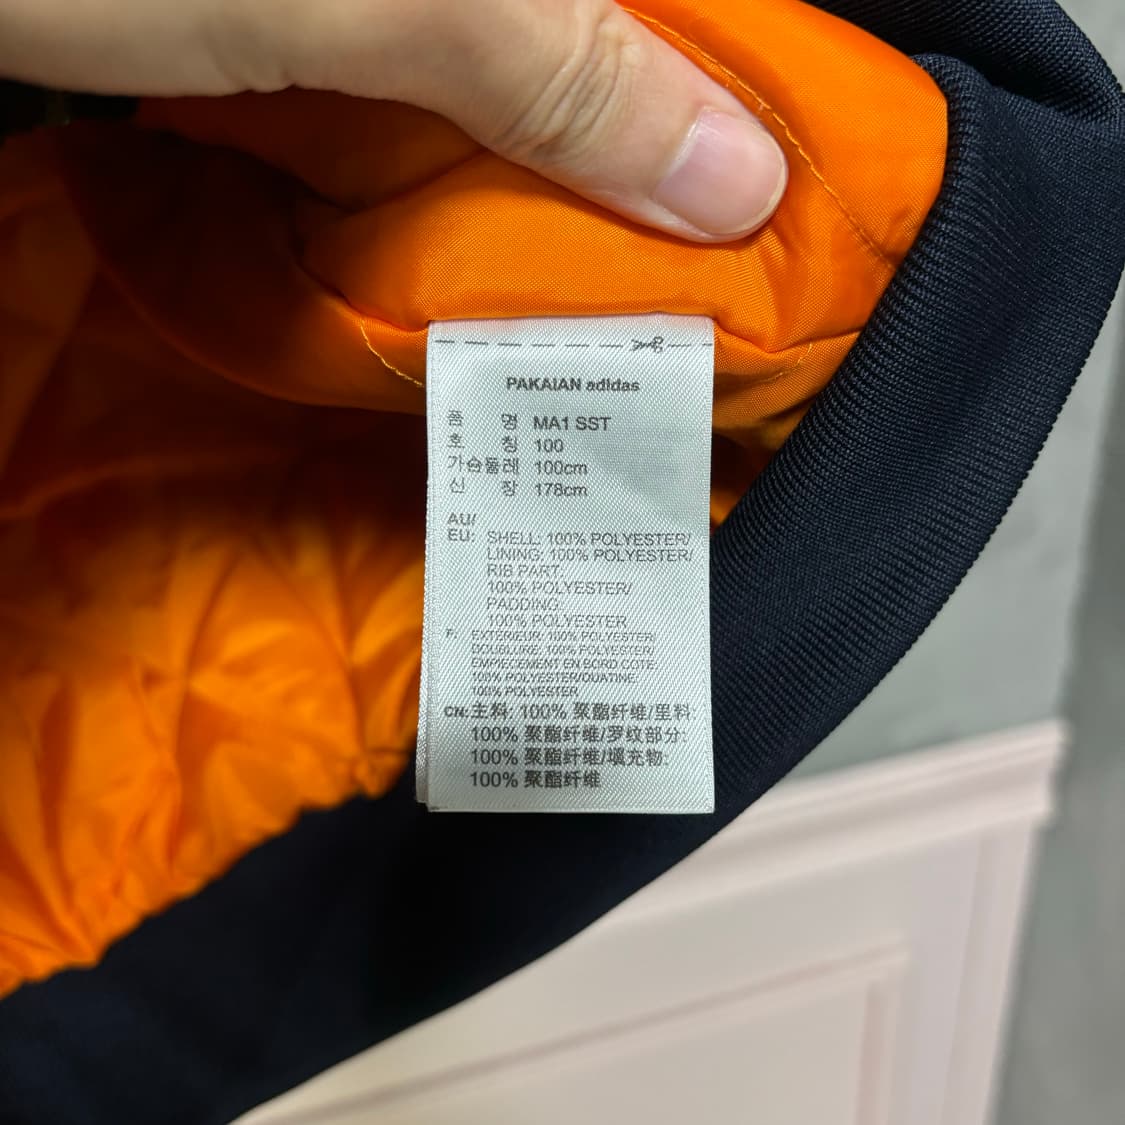 PAKAIAN adidas
품 명 MA1 SST
호 칭 100
가슴둘레 100cm
신 장 178cm
AU/
EU: SHELL: 100% POLYESTER/
LINING: 100% POLYESTER/
RIB PART:
100% POLYESTER/
PADDING:
100% POLYESTER
F: EXTERIEUR: 100% POLYESTER/
DOUBLURE: 100% POLYESTER/
EMPIECEMENT EN BORD COTE:
100% POLYESTER/OUATINE:
100% POLYESTER
CN:主料: 100% 聚酯纤维/里料:
100% 聚酯纤维/罗纹部分:
100% 聚酯纤维/填充物:
100% 聚酯纤维